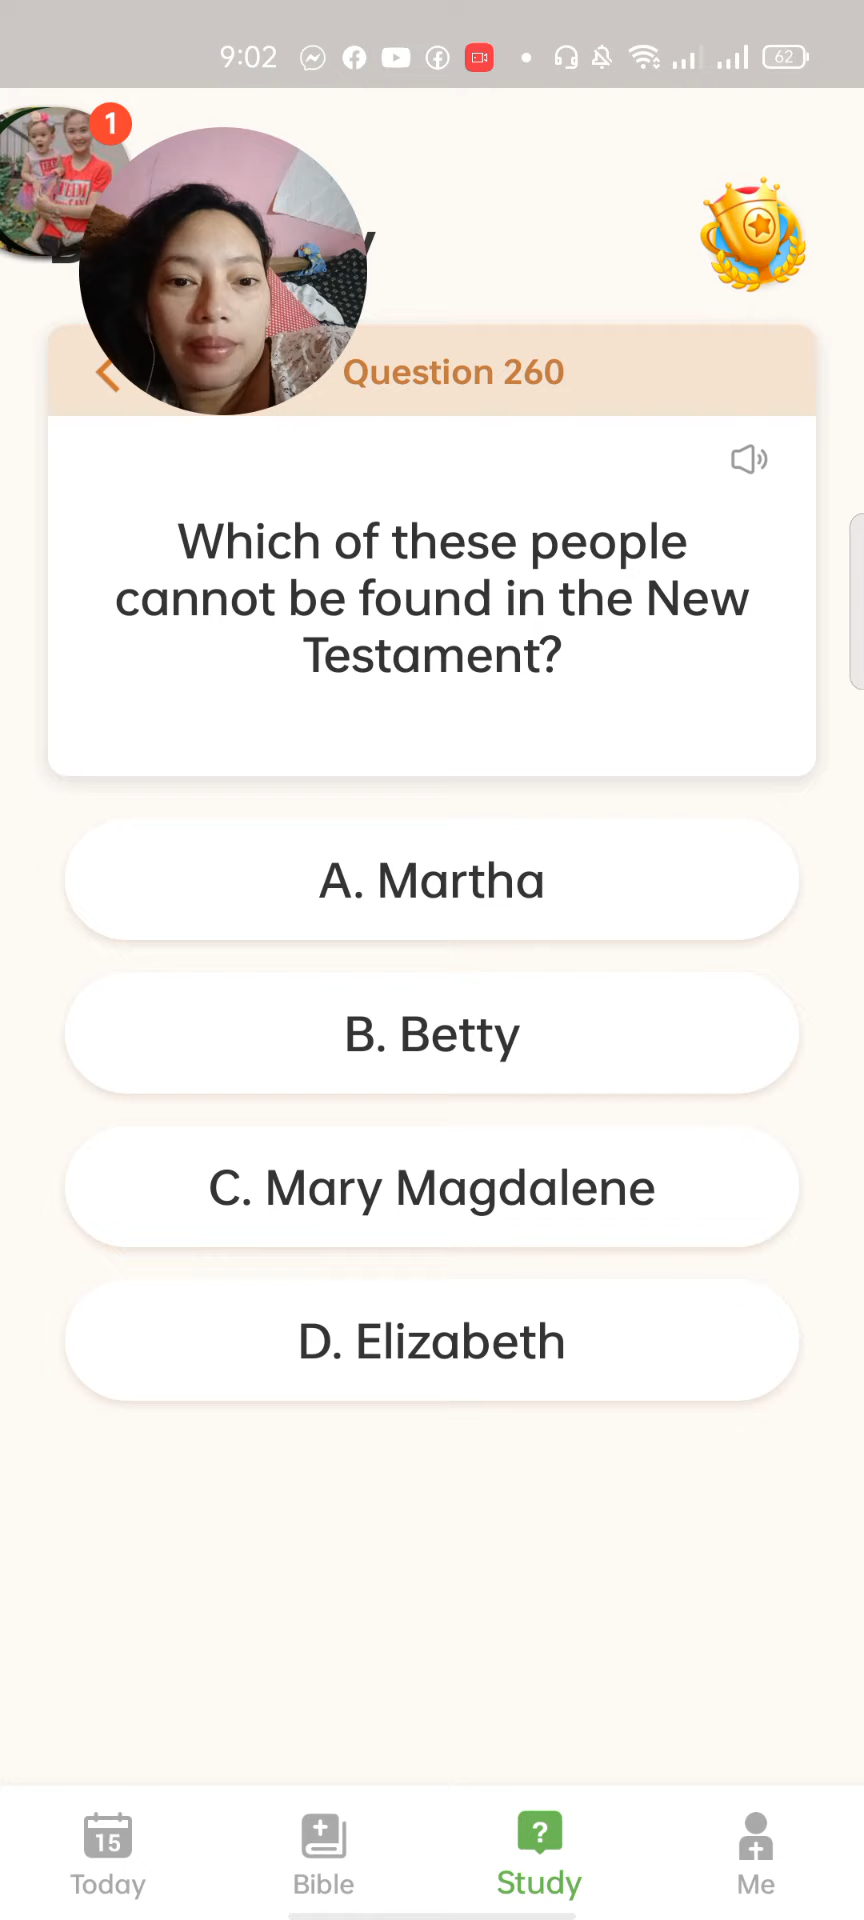 9:02
62
1
Question 260
Which of these people
cannot be found in the New
Testament?
A. Martha
B. Betty
C. Mary Magdalene
D. Elizabeth
15
?
Today
Bible
Study
Me